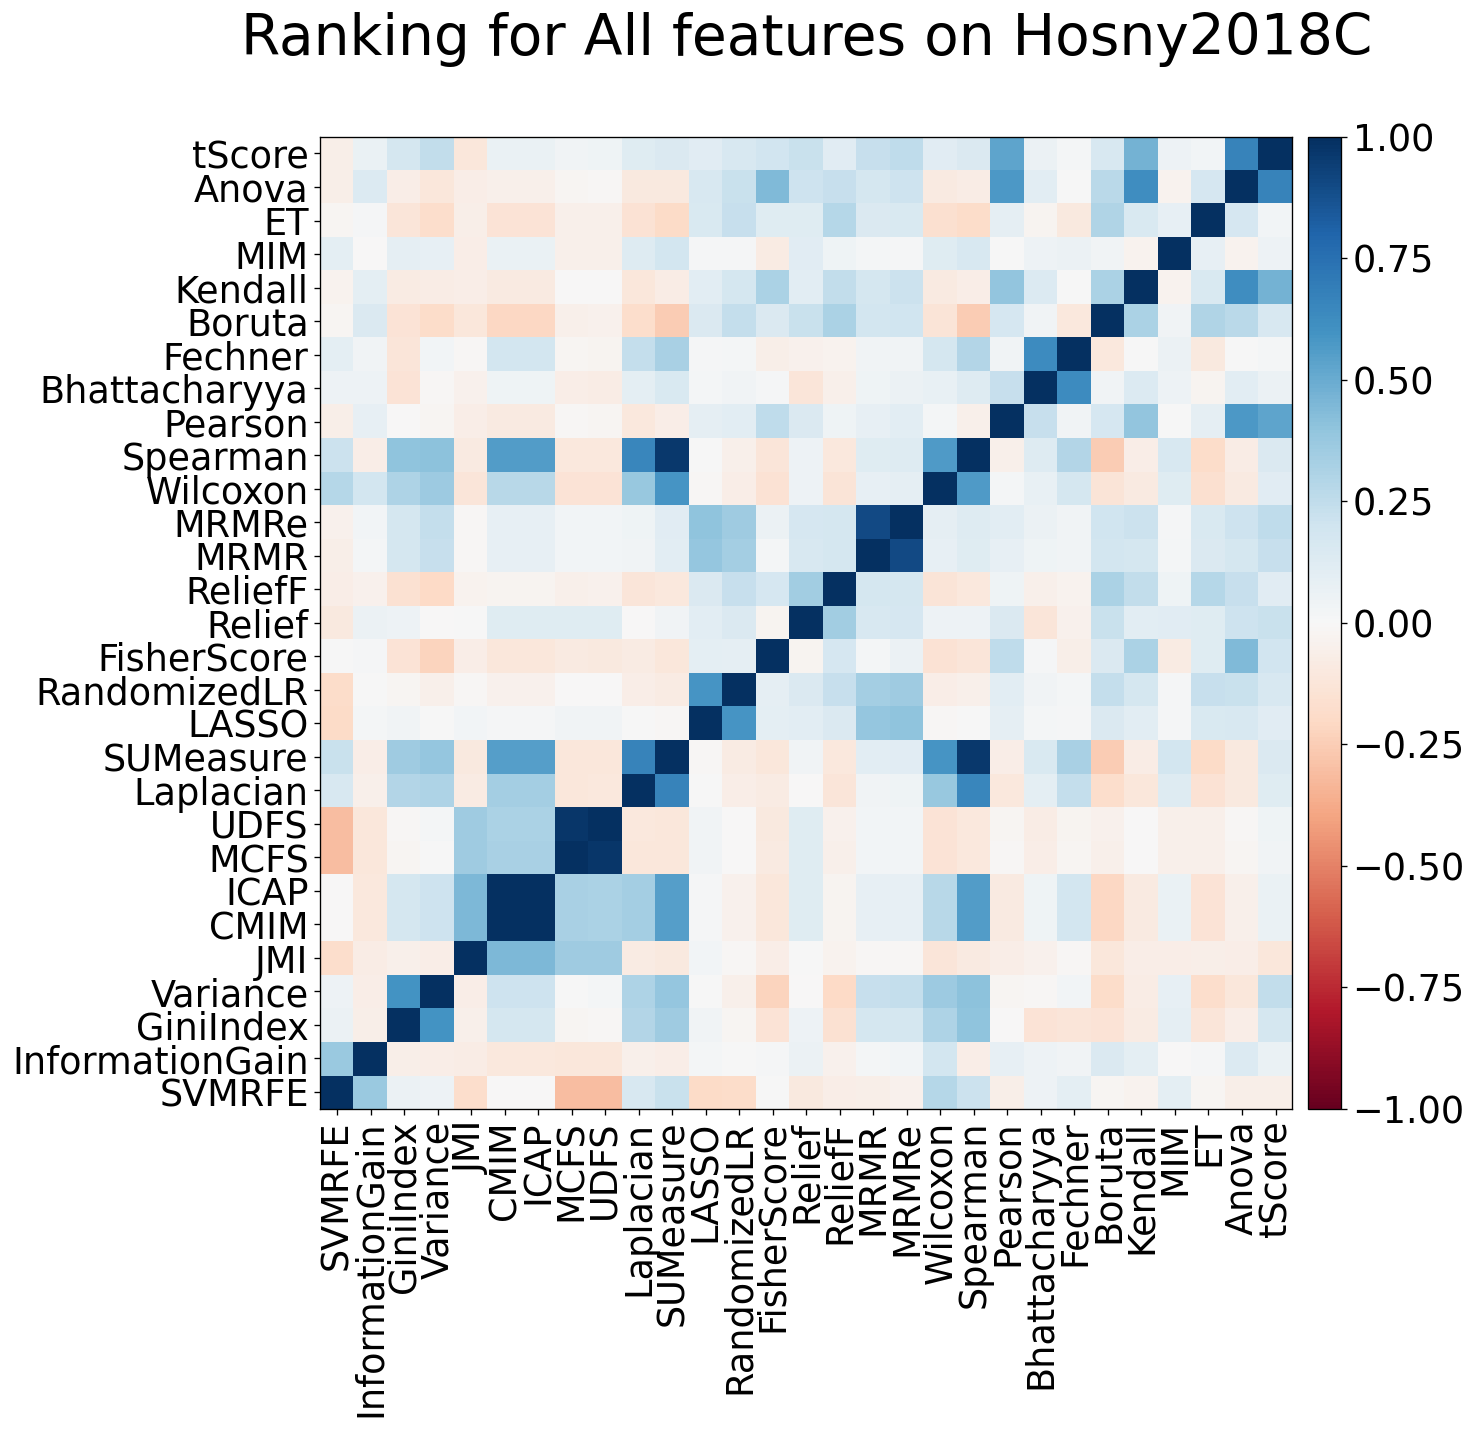 Ranking for All features on Hosny2018C
tScore
Anova
ET
MIM
Kendall
Boruta
Fechner
Bhattacharyya
Pearson
Spearman
Wilcoxon
MRMRe
MRMR
ReliefF
Relief
FisherScore
RandomizedLR
LASSO
SUMeasure
Laplacian
UDFS
MCFS
ICAP
CMIM
JMI
Variance
GiniIndex
InformationGain
SVMRFE
SVMRFE
InformationGain
GiniIndex
Variance
JMI
CMIM
ICAP
MCFS
UDFS
Laplacian
SUMeasure
LASSO
RandomizedLR
FisherScore
Relief
ReliefF
MRMR
MRMRe
Wilcoxon
Spearman
Pearson
Bhattacharyya
Fechner
Boruta
Kendall
MIM
ET
Anova
tScore
1.00
0.75
0.50
0.25
0.00
−0.25
−0.50
−0.75
−1.00